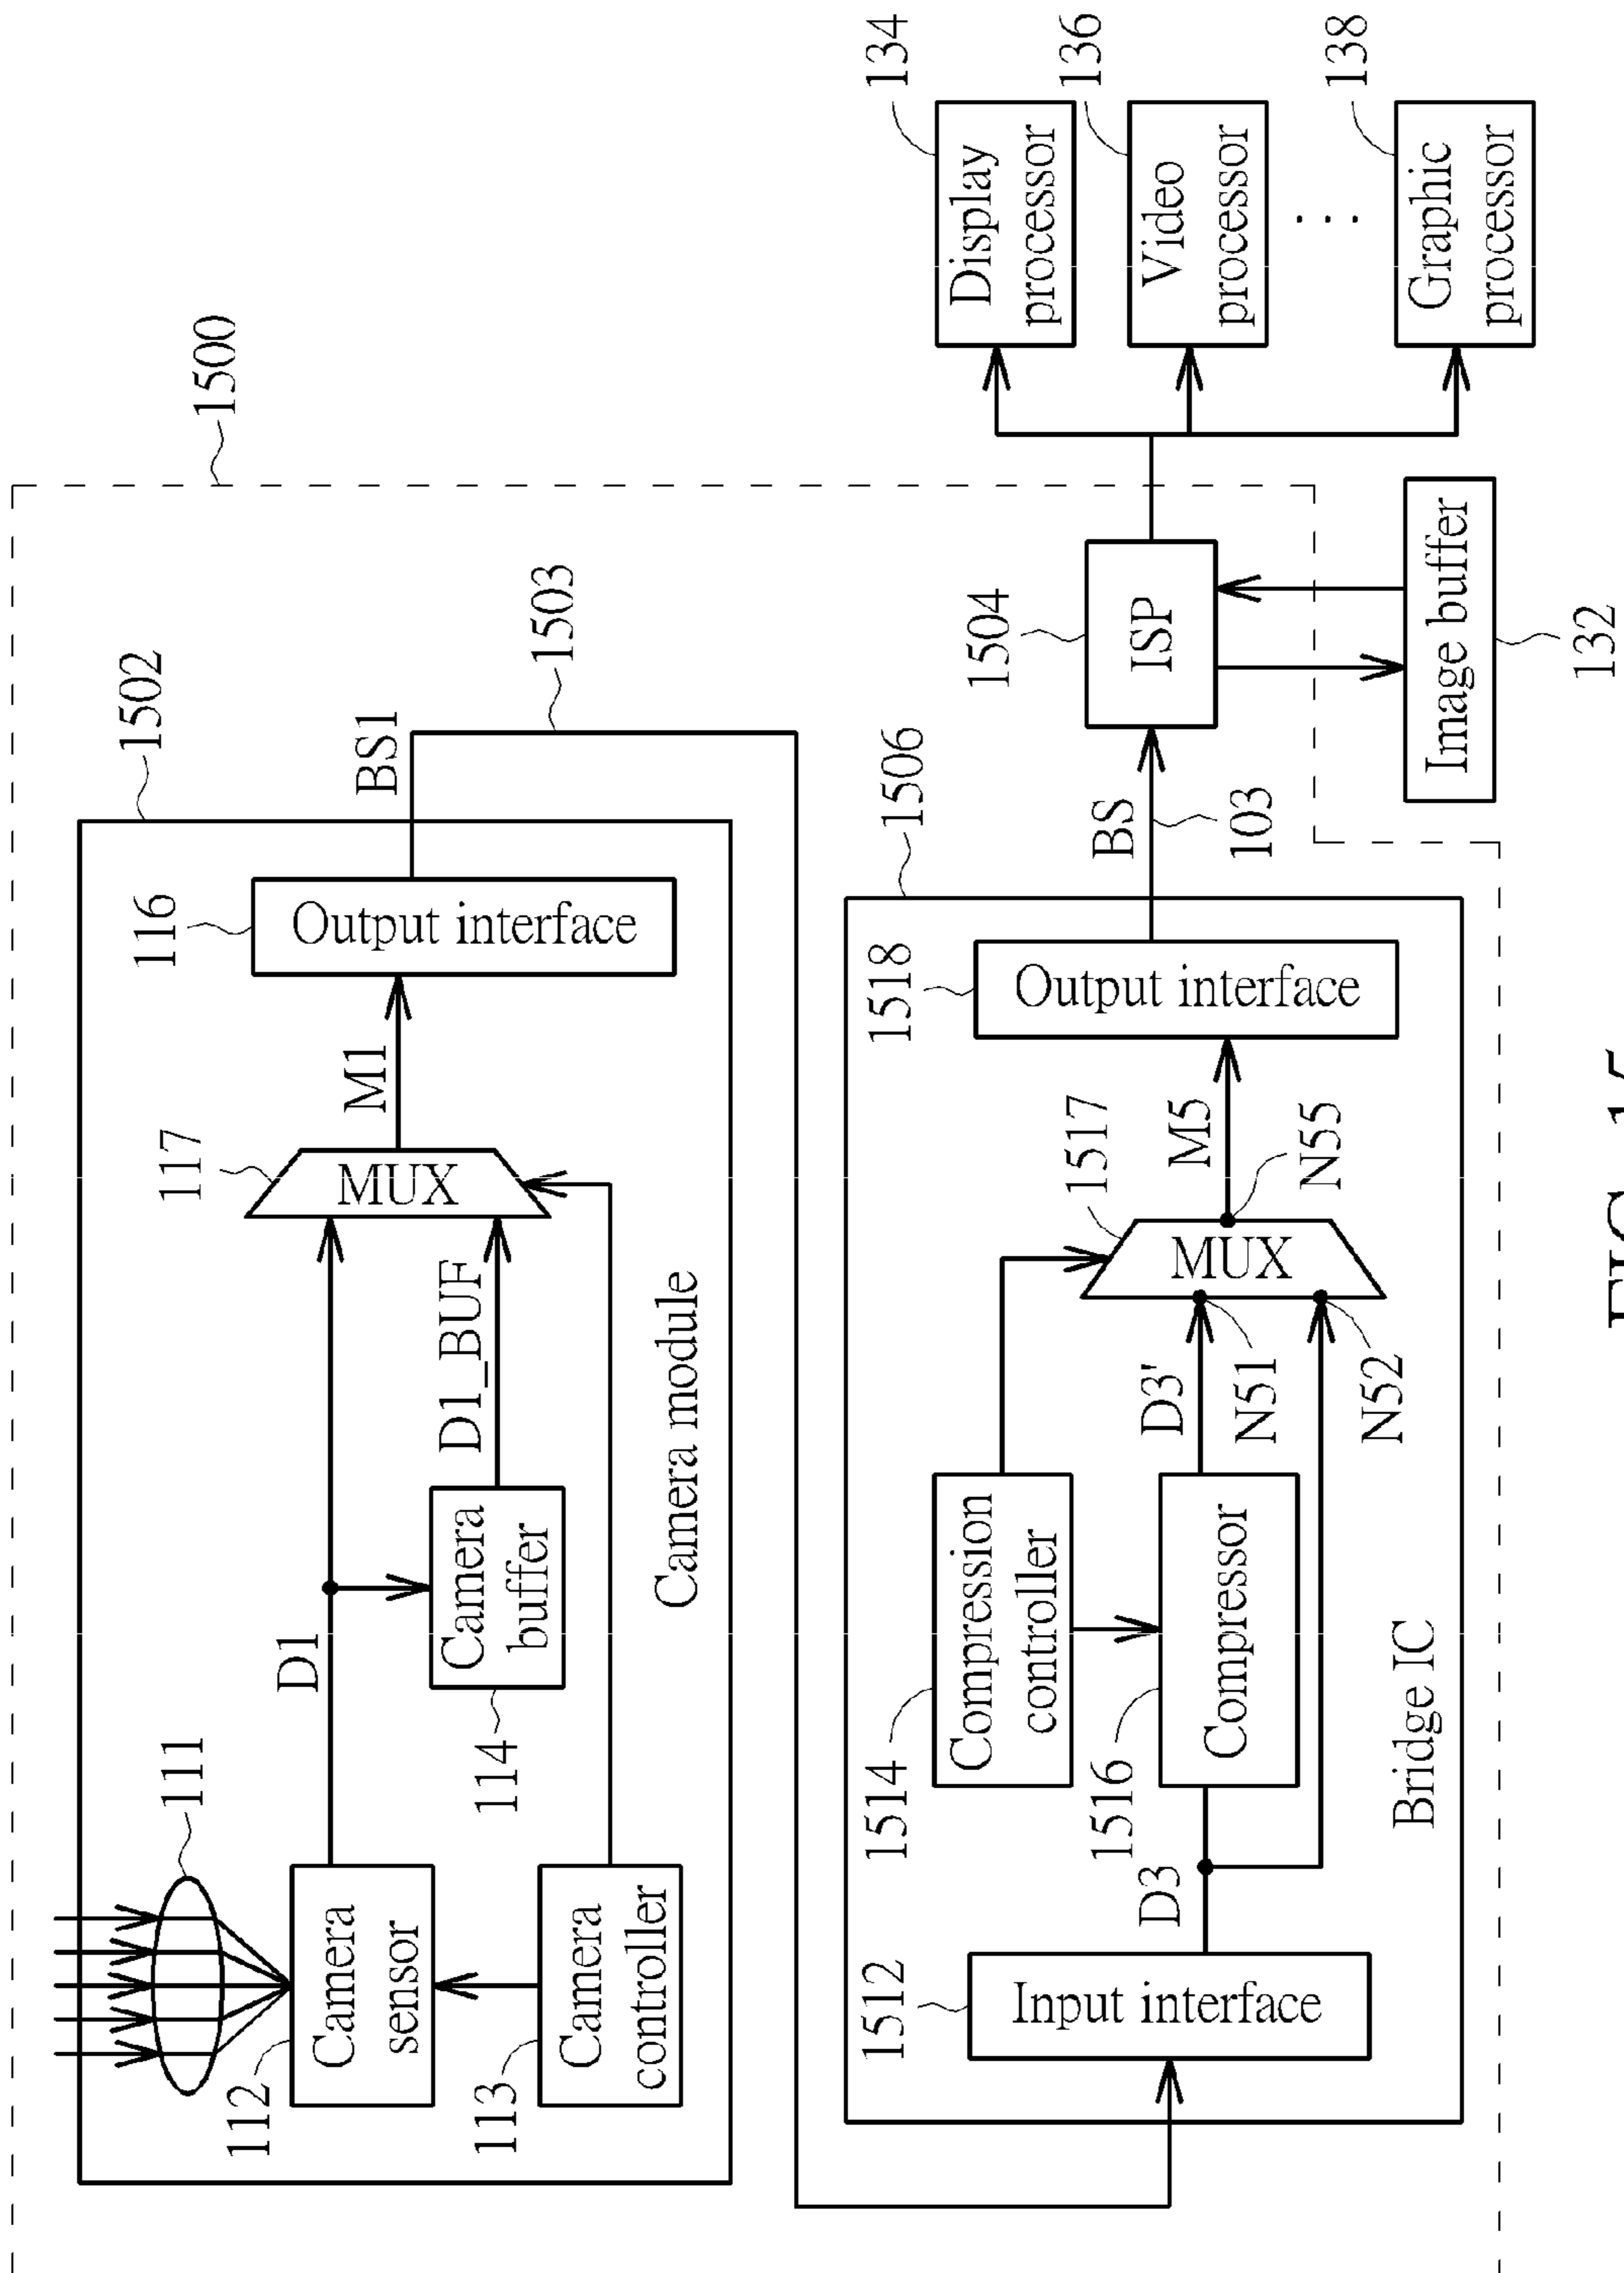 1500
1502
111
112
Camera
sensor
113
Camera
controller
D1
114
Camera
buffer
D1_BUF
117
MUX
M1
116
Output interface
BS1
1503
Camera module
1506
1512
Input interface
D3
1514
Compression
controller
1516
Compressor
D3'
N51
N52
1517
MUX
N55
M5
1518
Output interface
Bridge IC
BS
103
1504
ISP
Image buffer
132
134
Display
processor
136
Video
processor
138
Graphic
processor